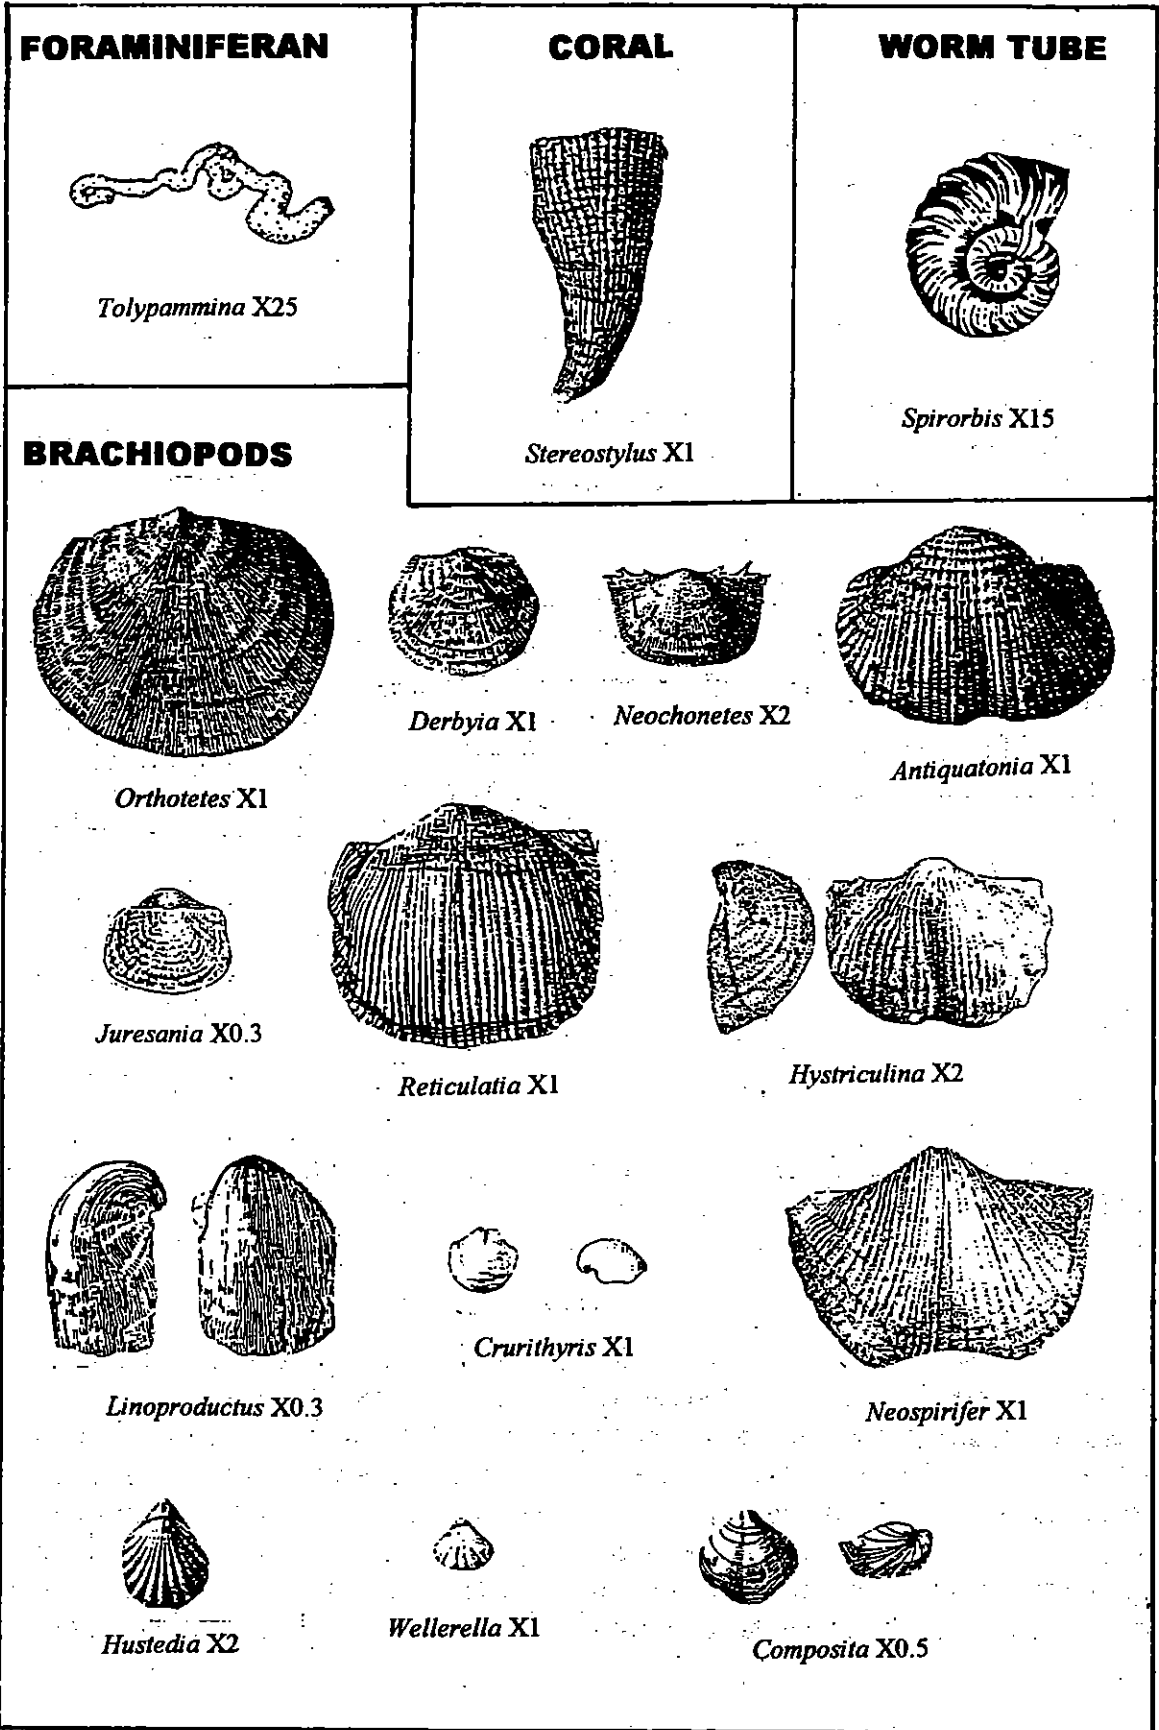 FORAMINIFERAN
Tolypammina X25
CORAL
Stereostylus X1
WORM TUBE
Spirorbis X15
BRACHIOPODS
Orthotetes X1
Derbyia X1
Neochonetes X2
Antiquatonia X1
Juresania X0.3
Reticulatia X1
Hystriculina X2
Linoproductus X0.3
Crurithyris X1
Neospirifer X1
Hustedia X2
Wellerella X1
Composita X0.5